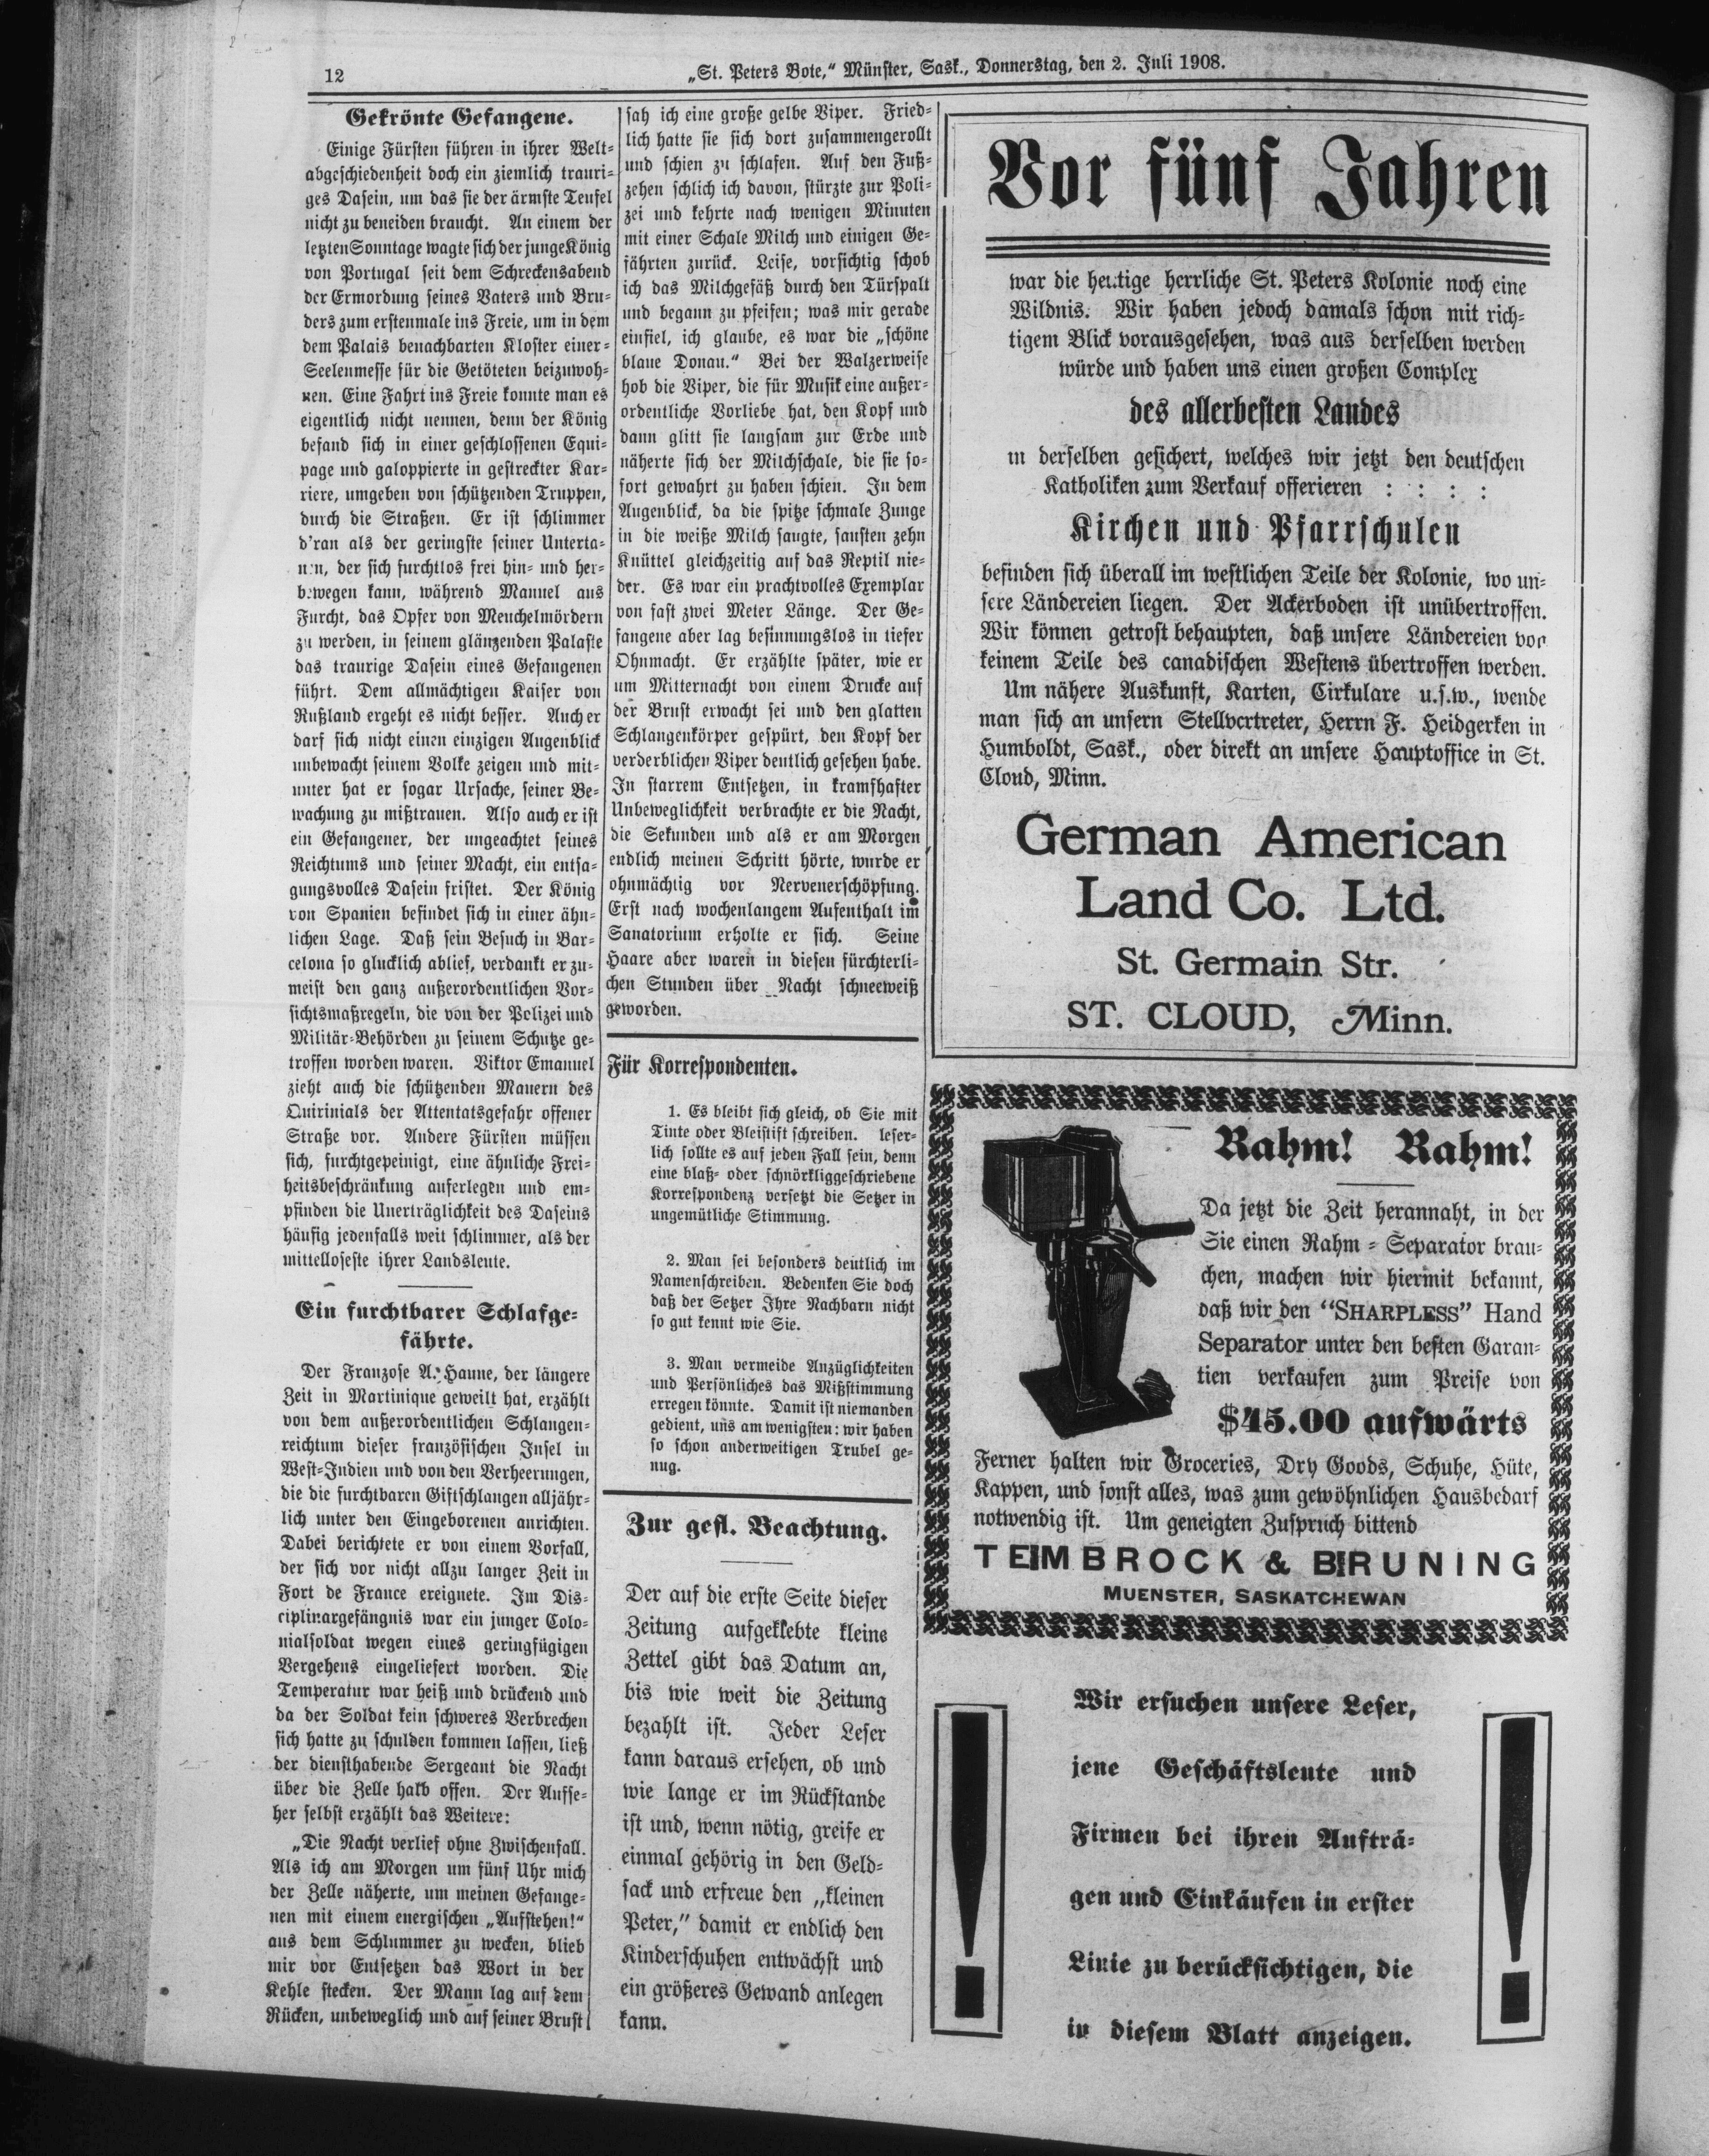 12
„St. Peters Bote,“ Münster, Sask., Donnerstag, den 2. Juli 1908.
Gekrönte Gefangene.
Einige Fürsten führen in ihrer Welt-
abgeschiedenheit doch ein ziemlich trauri-
ges Dasein, um das sie der ärmste Teufel
nicht zu beneiden braucht. An einem der
letzten Sonntage wagte sich der junge König
von Portugal seit dem Schreckensabend
der Ermordung seines Vaters und Bru-
ders zum erstenmale ins Freie, um in dem
dem Palais benachbarten Kloster einer-
Seelenmesse für die Getöteten beizuwoh-
nen. Eine Fahrt ins Freie konnte man es
eigentlich nicht nennen, denn der König
befand sich in einer geschlossenen Equi-
page und galoppierte in gestreckter Kar-
riere, umgeben von schützenden Truppen,
durch die Straßen. Er ist schlimmer
d'ran als der geringste seiner Unterta-
nen, der sich furchtlos frei hin- und her-
bewegen kann, während Manuel aus
Furcht, das Opfer von Meuchelmördern
zu werden, in seinem glänzenden Palaste
das traurige Dasein eines Gefangenen
führt. Dem allmächtigen Kaiser von
Rußland ergeht es nicht besser. Auch er
darf sich nicht einen einzigen Augenblick
unbewacht seinem Volke zeigen und mit-
unter hat er sogar Ursache, seiner Be-
wachung zu mißtrauen. Also auch er ist
ein Gefangener, der ungeachtet seines
Reichtums und seiner Macht, ein entsa-
gungsvolles Dasein fristet. Der König
von Spanien befindet sich in einer ähn-
lichen Lage. Daß sein Besuch in Bar-
celona so glücklich ablief, verdankt er zu-
meist den ganz außerordentlichen Vor-
sichtsmaßregeln, die von der Polizei und
Militär-Behörden zu seinem Schutze ge-
troffen worden waren. Viktor Emanuel
zieht auch die schützenden Mauern des
Quirinials der Attentatsgefahr offener
Straße vor. Andere Fürsten müssen
sich, furchtgepeinigt, eine ähnliche Frei-
heitsbeschränkung auferlegen und em-
pfinden die Unerträglichkeit des Daseins
häufig jedenfalls weit schlimmer, als der
mittelloseste ihrer Landsleute.
Ein furchtbarer Schlafge-
fährte.
Der Franzose A. Hanne, der längere
Zeit in Martinique geweilt hat, erzählt
von dem außerordentlichen Schlangen-
reichtum dieser französischen Insel in
West-Indien und von den Verheerungen,
die die furchtbaren Giftschlangen alljähr-
lich unter den Eingeborenen anrichten.
Dabei berichtete er von einem Vorfall,
der sich vor nicht allzu langer Zeit in
Fort de France ereignete. Im Dis-
ciplinargefängnis war ein junger Colo-
nialsoldat wegen eines geringfügigen
Vergehens eingeliefert worden. Die
Temperatur war heiß und drückend und
da der Soldat kein schweres Verbrechen
sich hatte zu schulden kommen lassen, ließ
der diensthabende Sergeant die Nacht
über die Zelle halb offen. Der Aufse-
her selbst erzählt das Weitere:
„Die Nacht verlief ohne Zwischenfall.
Als ich am Morgen um fünf Uhr mich
der Zelle näherte, um meinen Gefange-
nen mit einem energischen „Aufstehen!“
aus dem Schlummer zu wecken, blieb
mir vor Entsetzen das Wort in der
Kehle stecken. Der Mann lag auf dem
Rücken, unbeweglich und auf seiner Brust
sah ich eine große gelbe Viper. Fried-
lich hatte sie sich dort zusammengerollt
und schien zu schlafen. Auf den Fuß-
zehen schlich ich davon, stürzte zur Poli-
zei und kehrte nach wenigen Minuten
mit einer Schale Milch und einigen Ge-
fährten zurück. Leise, vorsichtig schob
ich das Milchgefäß durch den Türspalt
und begann zu pfeifen; was mir gerade
einfiel, ich glaube, es war die „schöne
blaue Donau.“ Bei der Walzerweise
hob die Viper, die für Musik eine außer-
ordentliche Vorliebe hat, den Kopf und
dann glitt sie langsam zur Erde und
näherte sich der Milchschale, die sie so-
fort gewahrt zu haben schien. In dem
Augenblick, da die spitze schmale Zunge
in die weiße Milch saugte, sausten zehn
Knüttel gleichzeitig auf das Reptil nie-
der. Es war ein prachtvolles Exemplar
von fast zwei Meter Länge. Der Ge-
fangene aber lag besinnungslos in tiefer
Ohnmacht. Er erzählte später, wie er
um Mitternacht von einem Drucke auf
der Brust erwacht sei und den glatten
Schlangenkörper gespürt, den Kopf der
verderblichen Viper deutlich gesehen habe.
In starrem Entsetzen, in kramfhafter
Unbeweglichkeit verbrachte er die Nacht,
die Sekunden und als er am Morgen
endlich meinen Schritt hörte, wurde er
ohnmächtig vor Nervenerschöpfung.
Erst nach wochenlangem Aufenthalt im
Sanatorium erholte er sich. Seine
Haare aber waren in diesen fürchterli-
chen Stunden über Nacht schneeweiß
geworden.
Für Korrespondenten.
1. Es bleibt sich gleich, ob Sie mit
Tinte oder Bleistift schreiben. leser-
lich sollte es auf jeden Fall sein, denn
eine blaß- oder schnörkliggeschriebene
Korrespondenz versetzt die Setzer in
ungemütliche Stimmung.
2. Man sei besonders deutlich im
Namenschreiben. Bedenken Sie doch
daß der Setzer Ihre Nachbarn nicht
so gut kennt wie Sie.
3. Man vermeide Anzüglichkeiten
und Persönliches das Mißstimmung
erregen könnte. Damit ist niemanden
gedient, uns am wenigsten: wir haben
so schon anderweitigen Trubel ge-
nug.
Zur gefl. Beachtung.
Der auf die erste Seite dieser
Zeitung aufgeklebte kleine
Zettel gibt das Datum an,
bis wie weit die Zeitung
bezahlt ist. Jeder Leser
kann daraus ersehen, ob und
wie lange er im Rückstande
ist und, wenn nötig, greife er
einmal gehörig in den Geld-
sack und erfreue den „kleinen
Peter,“ damit er endlich den
Kinderschuhen entwächst und
ein größeres Gewand anlegen
kann.
Vor fünf Jahren
war die heutige herrliche St. Peters Kolonie noch eine
Wildnis. Wir haben jedoch damals schon mit rich-
tigem Blick vorausgesehen, was aus derselben werden
würde und haben uns einen großen Complex
des allerbesten Landes
in derselben gesichert, welches wir jetzt den deutschen
Katholiken zum Verkauf offerieren : : : :
Kirchen und Pfarrschulen
befinden sich überall im westlichen Teile der Kolonie, wo un-
sere Ländereien liegen. Der Ackerboden ist unübertroffen.
Wir können getrost behaupten, daß unsere Ländereien von
keinem Teile des canadischen Westens übertroffen werden.
Um nähere Auskunft, Karten, Cirkulare u.s.w., wende
man sich an unsern Stellvertreter, Herrn F. Heidgerken in
Humboldt, Sask., oder direkt an unsere Hauptoffice in St.
Cloud, Minn.
German American
Land Co. Ltd.
St. Germain Str.
ST. CLOUD, Minn.
Rahm! Rahm!
Da jetzt die Zeit herannaht, in der
Sie einen Rahm-Separator brau-
chen, machen wir hiermit bekannt,
daß wir den “SHARPLESS” Hand
Separator unter den besten Garan-
tien verkaufen zum Preise von
$45.00 aufwärts
Ferner halten wir Groceries, Dry Goods, Schuhe, Hüte,
Kappen, und sonst alles, was zum gewöhnlichen Hausbedarf
notwendig ist. Um geneigten Zuspruch bittend
TEMBROCK & BRUNING
MUENSTER, SASKATCHEWAN
Wir ersuchen unsere Leser,
jene Geschäftsleute und
Firmen bei ihren Aufträ-
gen und Einkäufen in erster
Linie zu berücksichtigen, die
in diesem Blatt anzeigen.